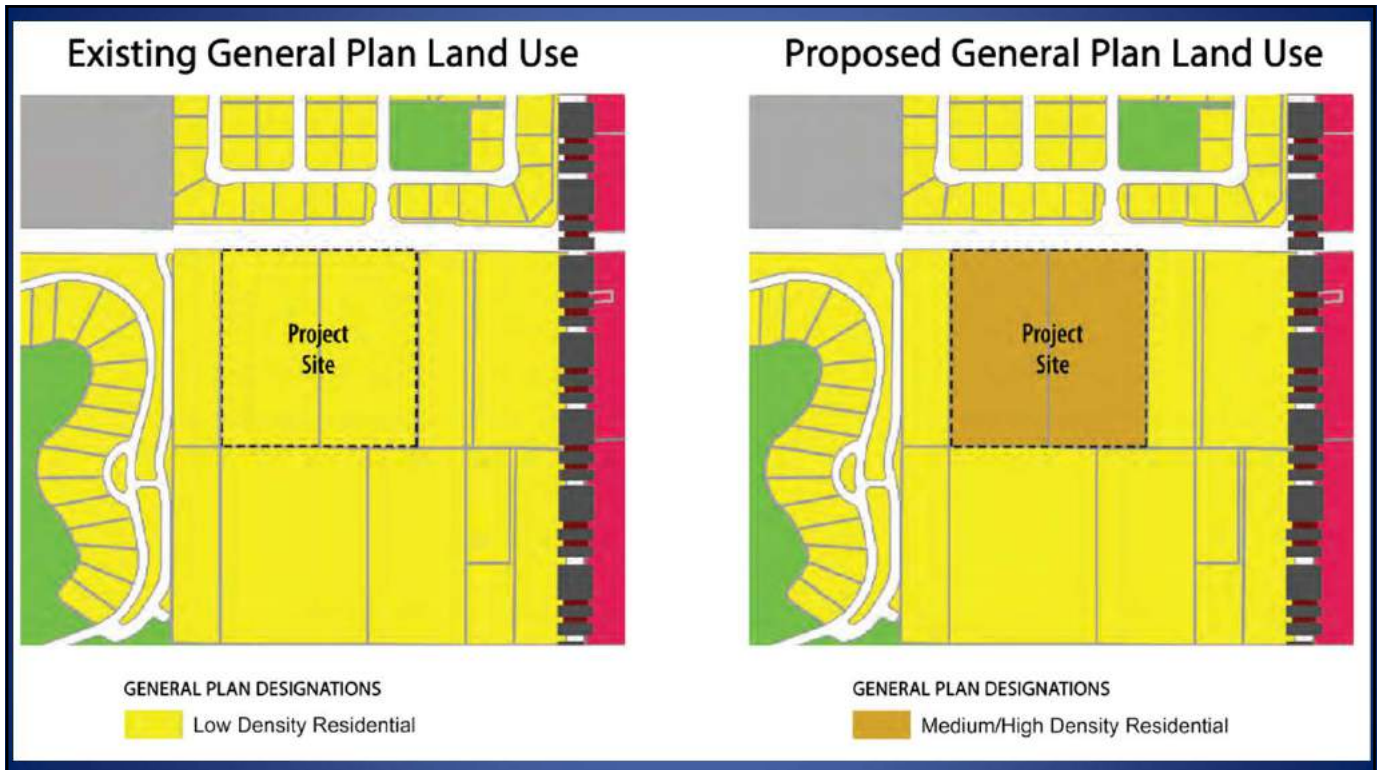 Existing General Plan Land Use
Proposed General Plan Land Use
Project
Site
Project
Site
GENERAL PLAN DESIGNATIONS
Low Density Residential
GENERAL PLAN DESIGNATIONS
Medium/High Density Residential